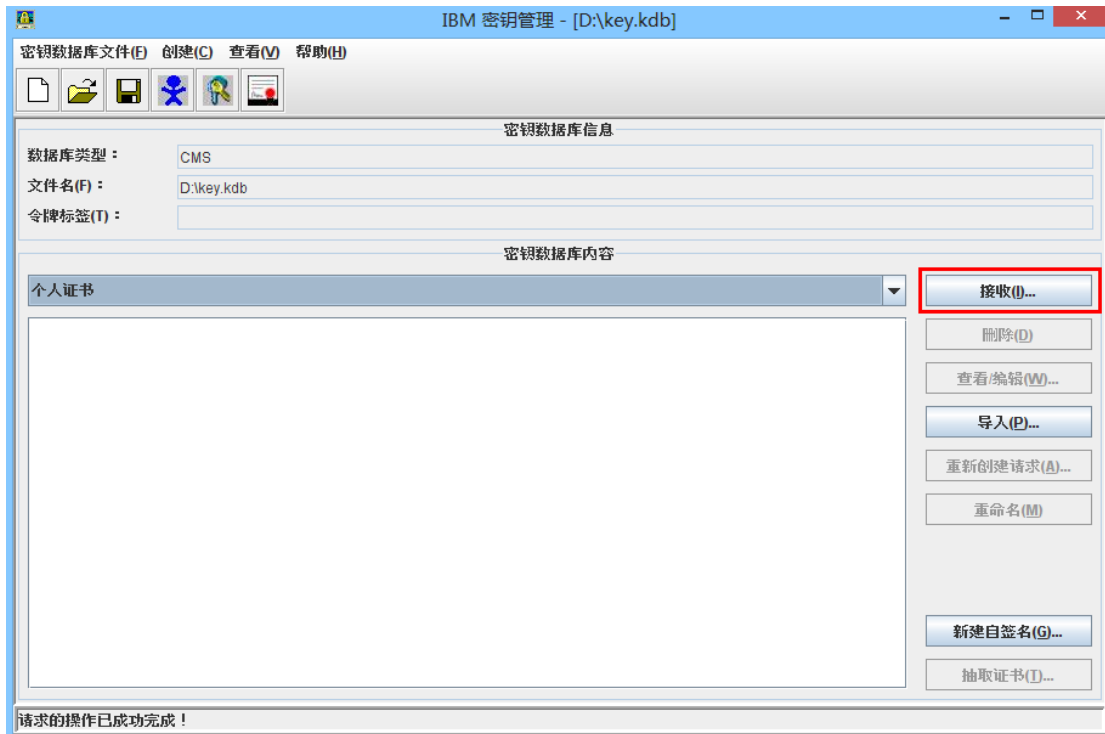 IBM 密钥管理 - [D:\key.kdb]
密钥数据库文件(F) 创建(C) 查看(V) 帮助(H)
密钥数据库信息
数据库类型：
CMS
文件名(F)：
D:\key.kdb
令牌标签(T)：
密钥数据库内容
个人证书
接收(I)...
删除(D)
查看/编辑(W)...
导入(P)...
重新创建请求(A)...
重命名(M)
新建自签名(G)...
抽取证书(T)...
请求的操作已成功完成！